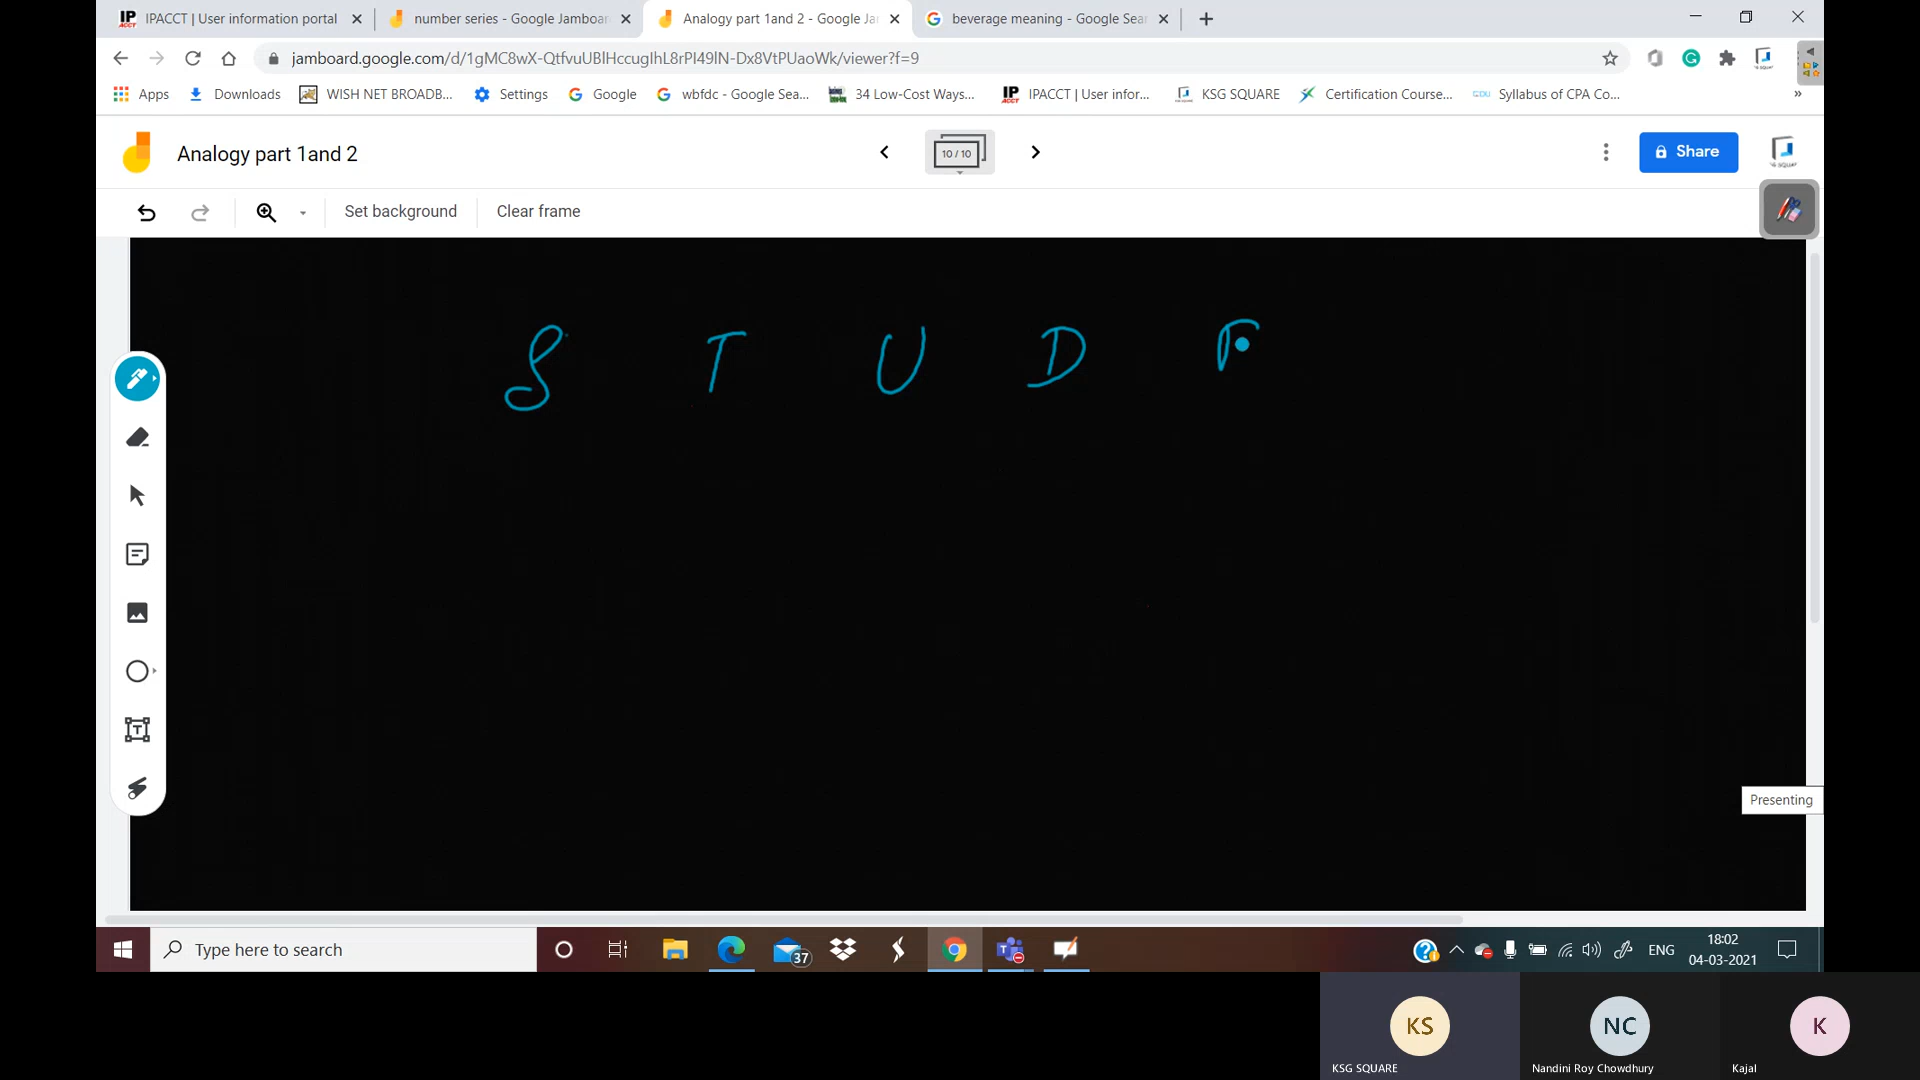 IPACCT | User information portal
number series - Google Jamboar
Analogy part 1and 2 - Google Ja
beverage meaning - Google Sea
jamboard.google.com/d/1gMC8wX-QtfvuUBlHccugIhL8rPI49lN-Dx8VtPUaoWk/viewer?f=9
Apps
Downloads
WISH NET BROADB...
Settings
Google
wbfdc - Google Sea...
34 Low-Cost Ways...
IPACCT | User infor...
KSG SQUARE
Certification Course...
Syllabus of CPA Co...
»
Analogy part 1and 2
10 / 10
Share
Set background
Clear frame
S T U D
Presenting
Type here to search
37
ENG
18:02
04-03-2021
KS
NC
K
KSG SQUARE
Nandini Roy Chowdhury
Kajal